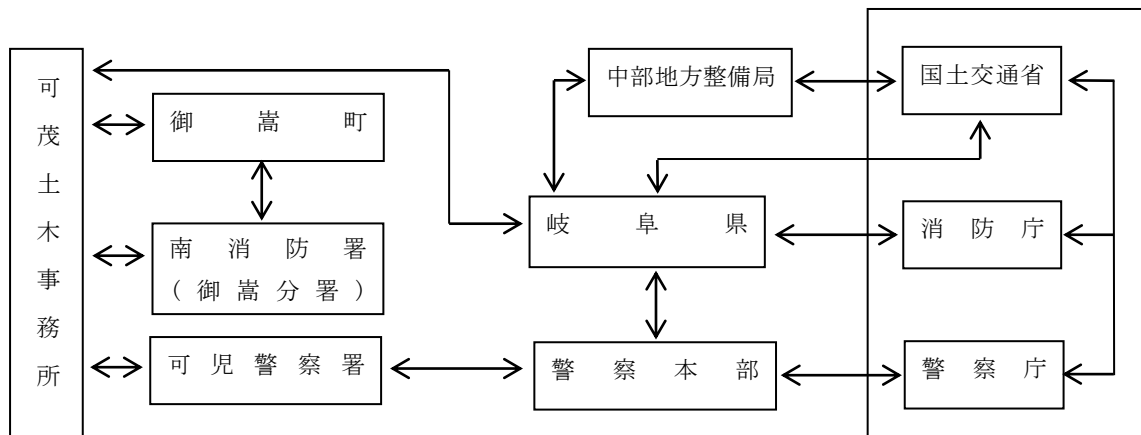 可茂土木事務所
御嵩町
南消防署
(御嵩分署)
可児警察署
中部地方整備局
岐阜県
警察本部
国土交通省
消防庁
警察庁